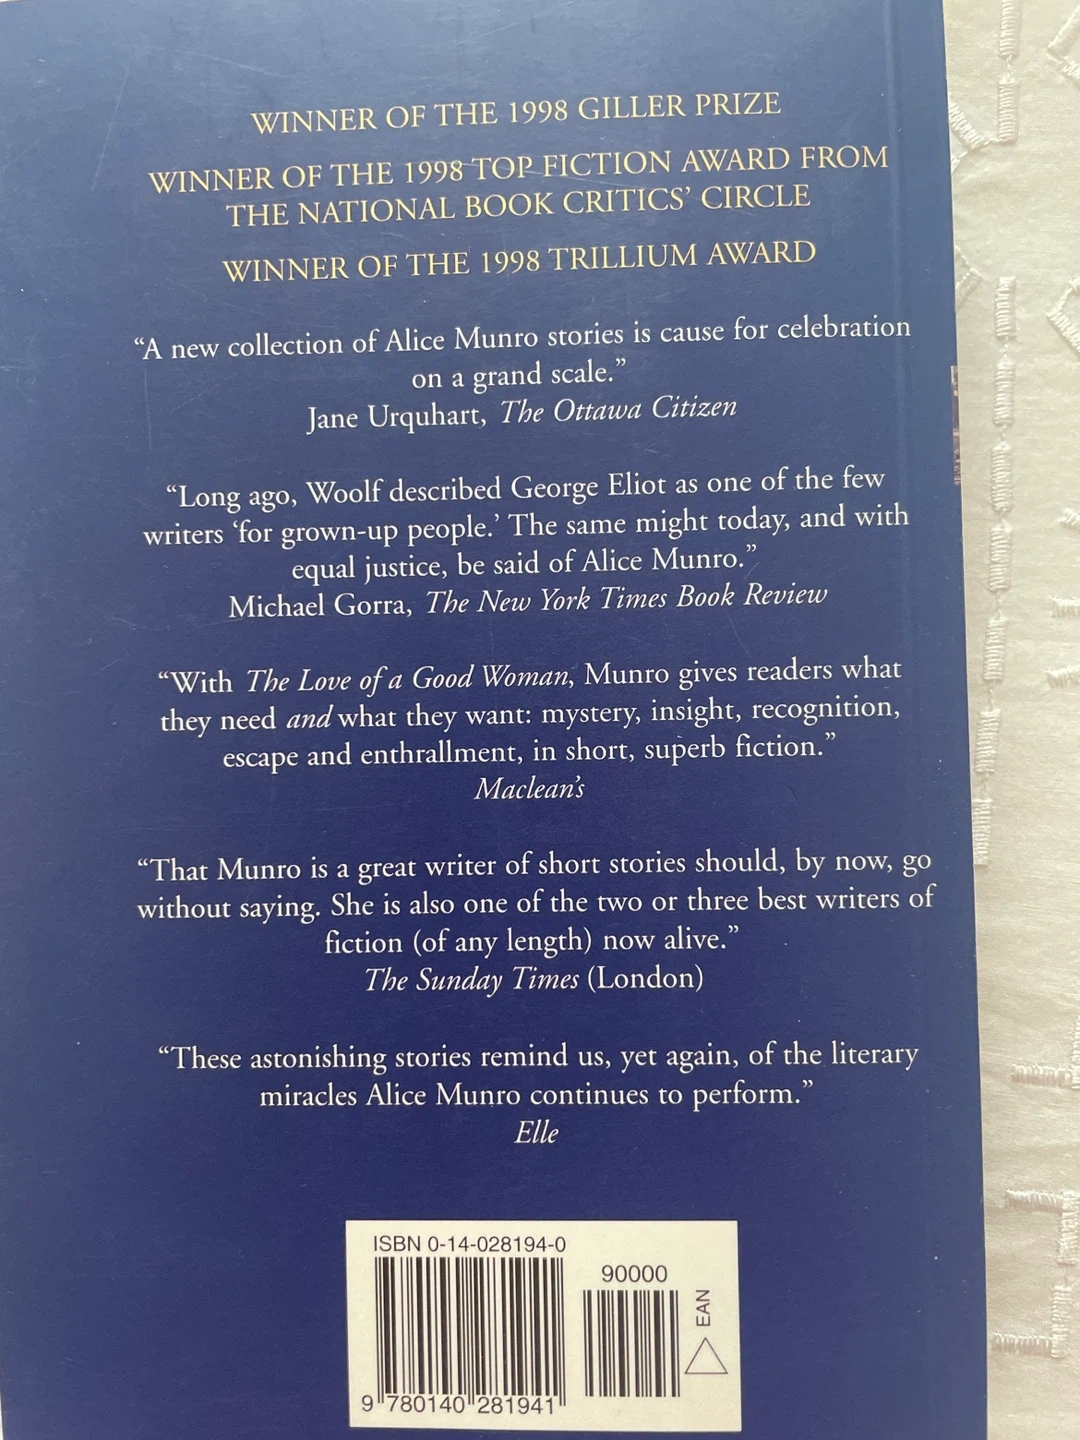 WINNER OF THE 1998 GILLER PRIZE
WINNER OF THE 1998 TOP FICTION AWARD FROM
THE NATIONAL BOOK CRITICS’ CIRCLE
WINNER OF THE 1998 TRILLIUM AWARD
“A new collection of Alice Munro stories is cause for celebration
on a grand scale.”
Jane Urquhart, The Ottawa Citizen
“Long ago, Woolf described George Eliot as one of the few
writers ‘for grown-up people.’ The same might today, and with
equal justice, be said of Alice Munro.”
Michael Gorra, The New York Times Book Review
“With The Love of a Good Woman, Munro gives readers what
they need and what they want: mystery, insight, recognition,
escape and enthrallment, in short, superb fiction.”
Maclean’s
“That Munro is a great writer of short stories should, by now, go
without saying. She is also one of the two or three best writers of
fiction (of any length) now alive.”
The Sunday Times (London)
“These astonishing stories remind us, yet again, of the literary
miracles Alice Munro continues to perform.”
Elle
ISBN 0-14-028194-0
90000
EAN
9 780140 281941